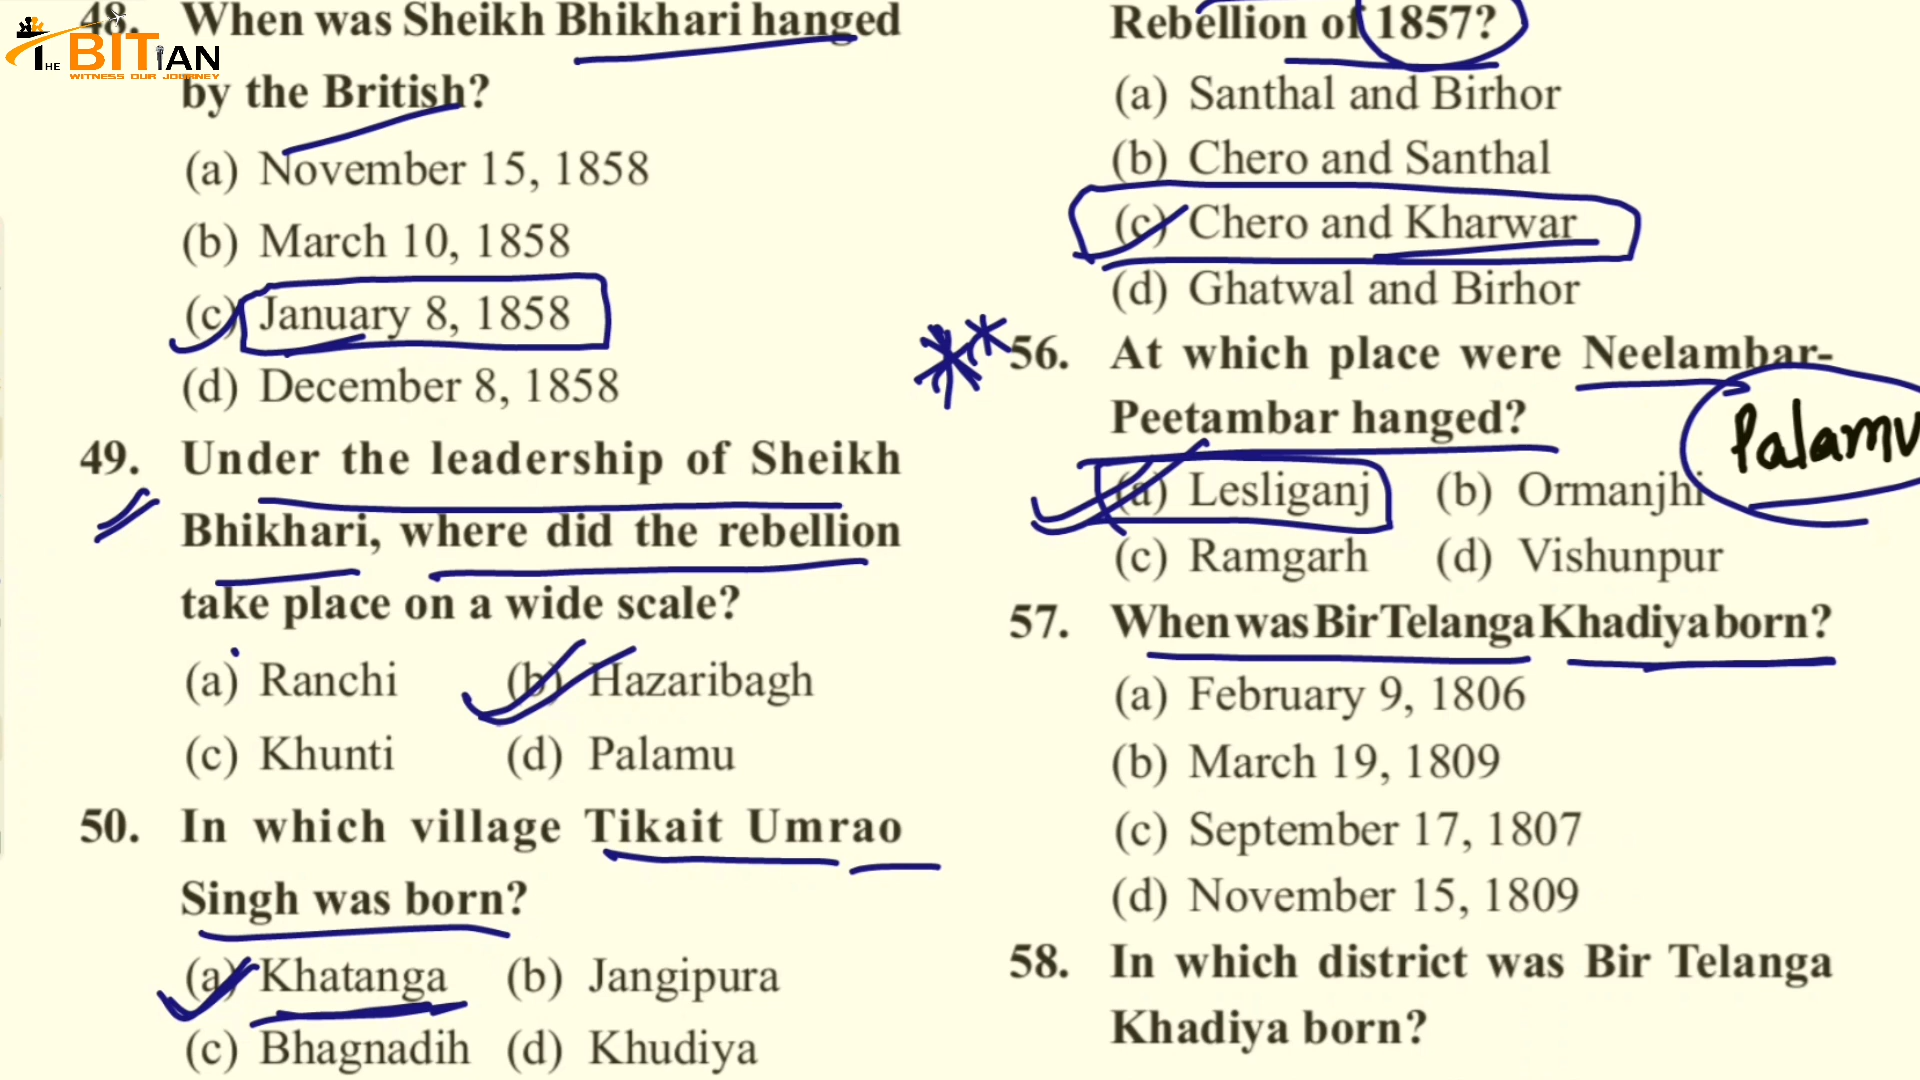 THE BITIAN
WITNESS OUR JOURNEY
48. When was Sheikh Bhikhari hanged
by the British?
(a) November 15, 1858
(b) March 10, 1858
(c) January 8, 1858
(d) December 8, 1858
49. Under the leadership of Sheikh
Bhikhari, where did the rebellion
take place on a wide scale?
(a) Ranchi (b) Hazaribagh
(c) Khunti (d) Palamu
50. In which village Tikait Umrao
Singh was born?
(a) Khatanga (b) Jangipura
(c) Bhagnadih (d) Khudiya
Rebellion of 1857?
(a) Santhal and Birhor
(b) Chero and Santhal
(c) Chero and Kharwar
(d) Ghatwal and Birhor
56. At which place were Neelambar-
Peetambar hanged?
Palamu
(a) Lesliganj (b) Ormanjhi
(c) Ramgarh (d) Vishunpur
57. When was Bir Telanga Khadiya born?
(a) February 9, 1806
(b) March 19, 1809
(c) September 17, 1807
(d) November 15, 1809
58. In which district was Bir Telanga
Khadiya born?